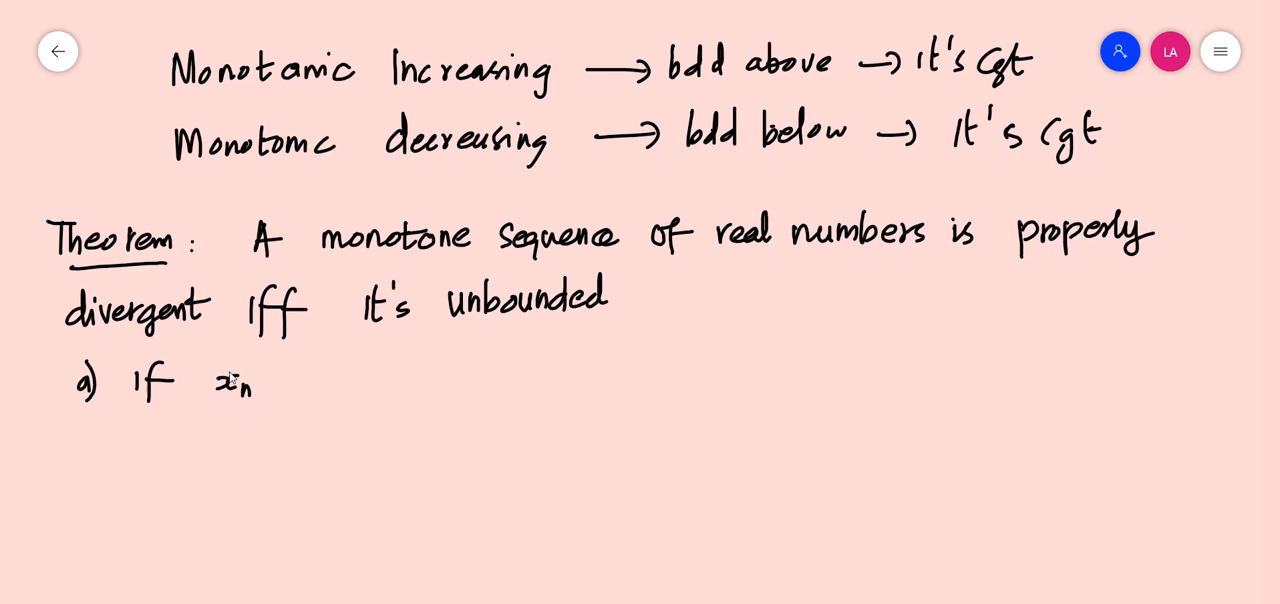 Monotonic Increasing → bdd above → it's Cgt
Monotonic decreasing → bdd below → It's Cgt
Theorem: A monotone sequence of real numbers is properly
divergent Iff It's unbounded
a) If xₙ
LA